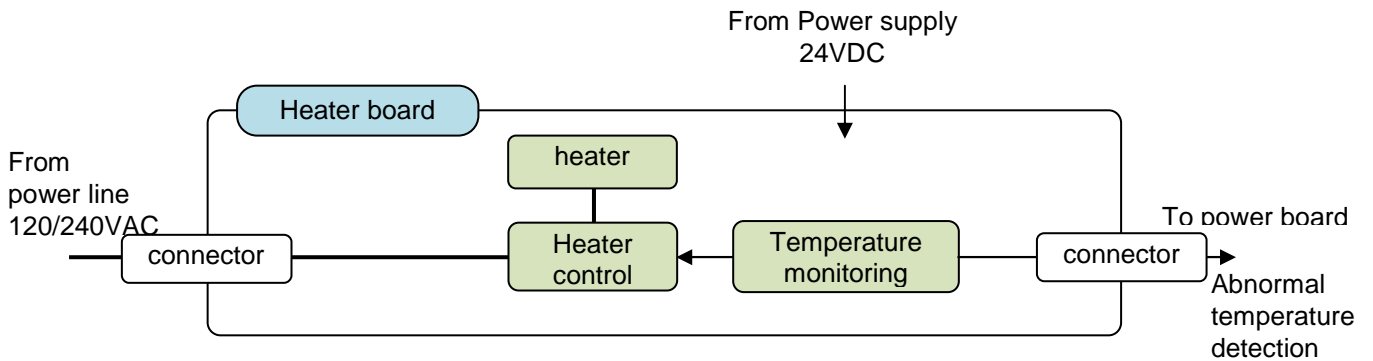 From Power supply
24VDC
Heater board
From
power line
120/240VAC
heater
To power board
connector
Heater
control
Temperature
monitoring
connector
Abnormal
temperature
detection